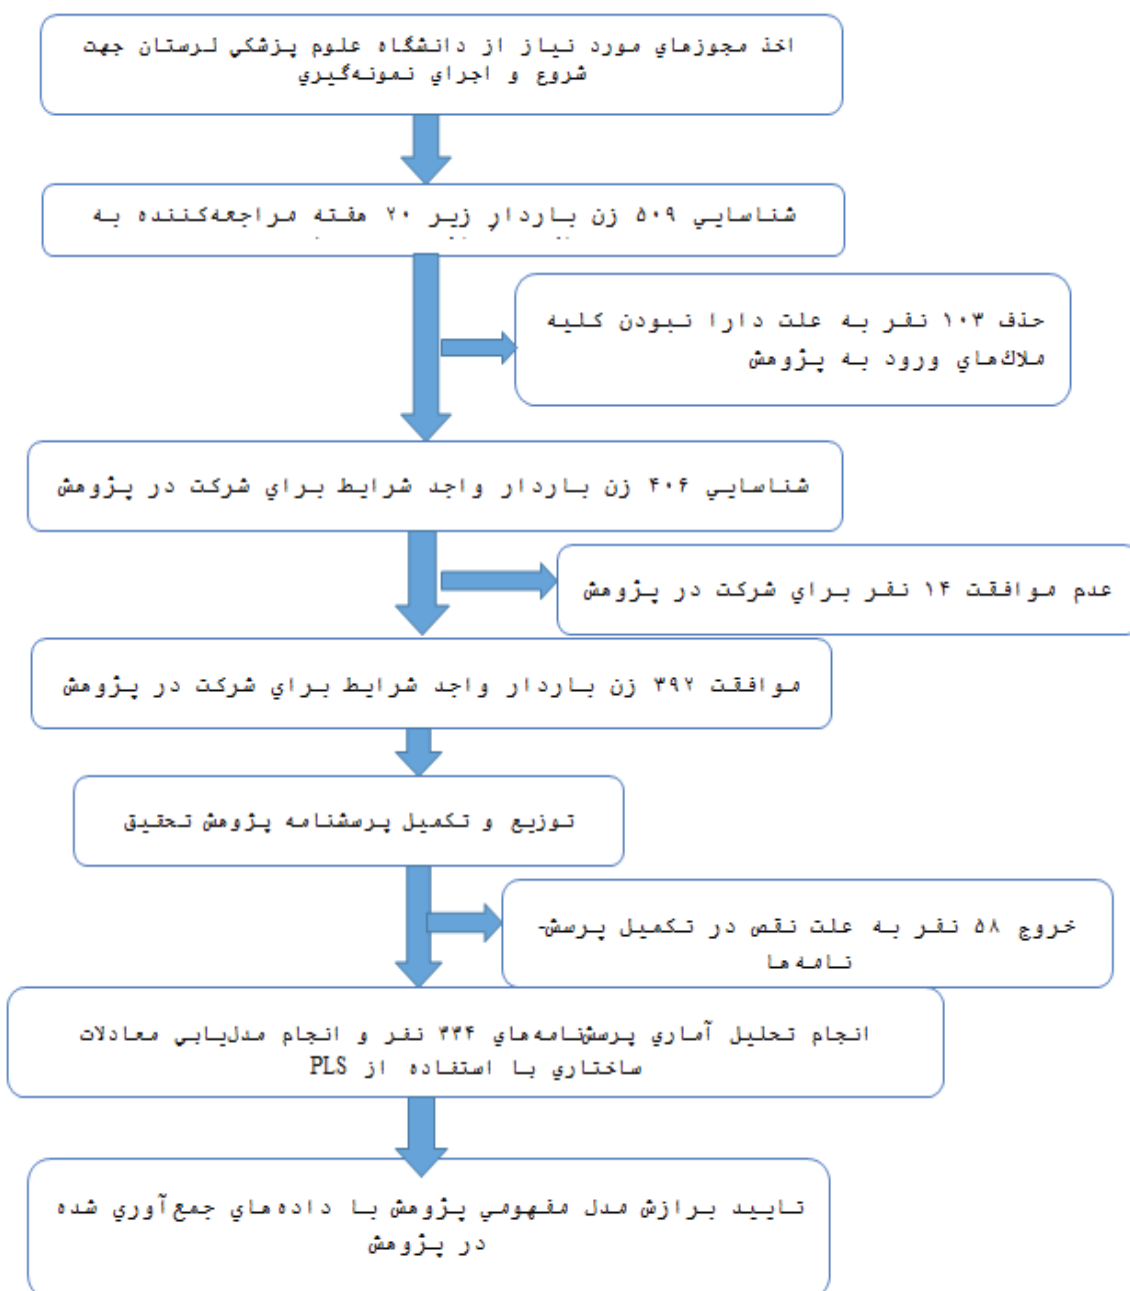 اخذ مجوزهاي مورد نياز از دانشگاه علوم پزشكي لرستان جهت
شروع و اجراي نمونه‌گيري
شناسايي ۵۰۹ زن باردار زير ۲۰ هفته مراجعه‌كننده به
حذف ۱۰۳ نفر به علت دارا نبودن كليه
ملاك‌هاي ورود به پژوهش
شناسايي ۴۰۶ زن باردار واجد شرايط براي شركت در پژوهش
عدم موافقت ۱۴ نفر براي شركت در پژوهش
موافقت ۳۹۲ زن باردار واجد شرايط براي شركت در پژوهش
توزيع و تكميل پرسشنامه پژوهش تحقيق
خروج ۵۸ نفر به علت نقص در تكميل پرسش-
نامه‌ها
انجام تحليل آماري پرسش‌نامه‌هاي ۳۳۴ نفر و انجام مدل‌يابي معادلات
ساختاري با استفاده از PLS
تاييد برازش مدل مفهومي پژوهش با داده‌هاي جمع‌آوري شده
در پژوهش